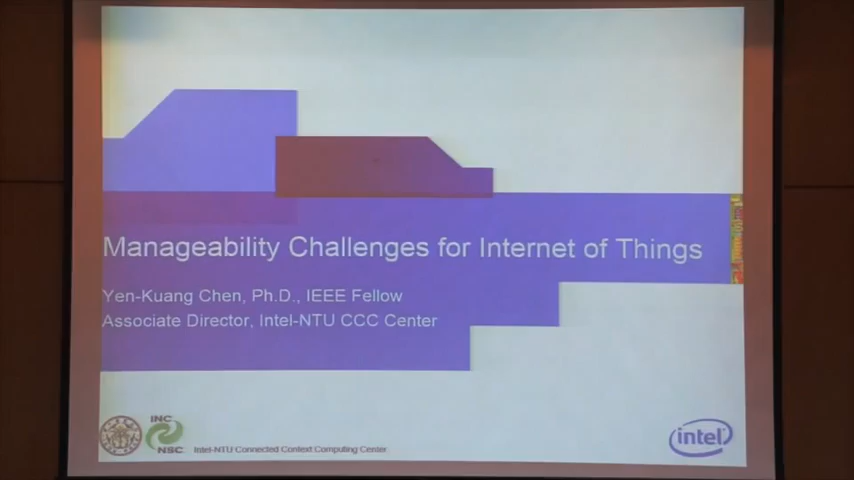 Manageability Challenges for Internet of Things
Yen-Kuang Chen, Ph.D., IEEE Fellow
Associate Director, Intel-NTU CCC Center
INC
NSC
Intel-NTU Connected Context Computing Center
intel